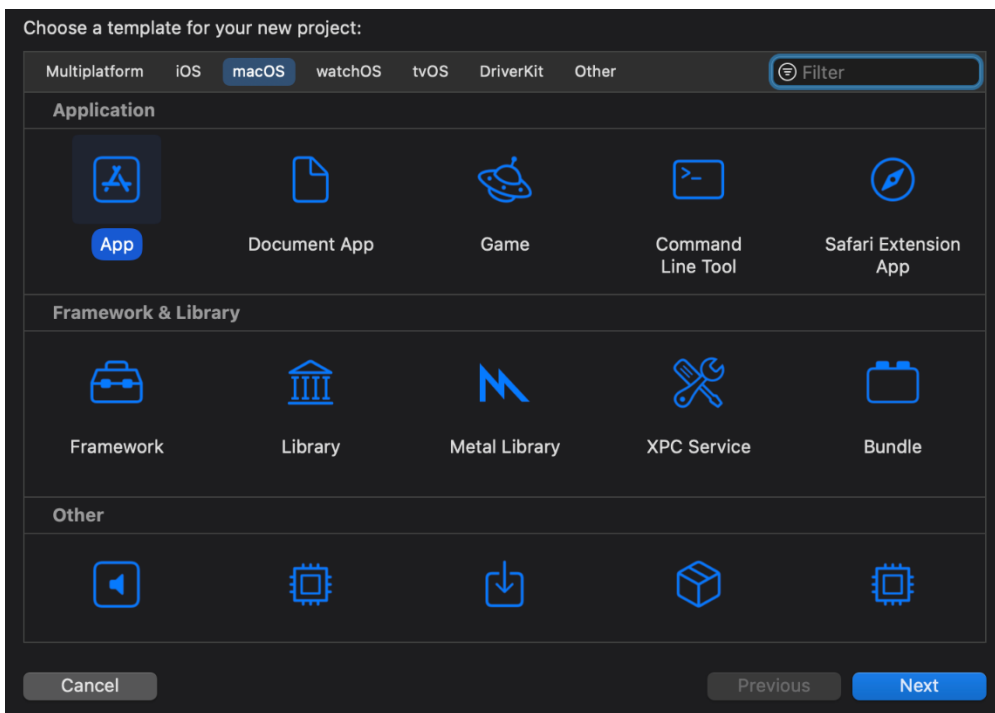 Choose a template for your new project:
Multiplatform iOS macOS watchOS tvOS DriverKit Other Filter
Application
App Document App Game Command Line Tool Safari Extension App
Framework & Library
Framework Library Metal Library XPC Service Bundle
Other
Cancel Previous Next